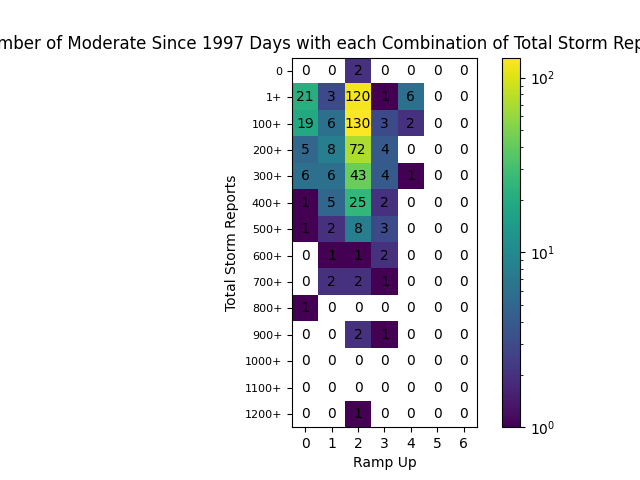 mber of Moderate Since 1997 Days with each Combination of Total Storm Rep
0 0 0 2 0 0 0 0
1+ 21 3 120 1 6 0 0
100+ 19 6 130 3 2 0 0
200+ 5 8 72 4 0 0 0
300+ 6 6 43 4 1 0 0
400+ 1 5 25 2 0 0 0
500+ 1 2 8 3 0 0 0
600+ 0 1 1 2 0 0 0
700+ 0 2 2 1 0 0 0
800+ 1 0 0 0 0 0 0
900+ 0 0 2 1 0 0 0
1000+ 0 0 0 0 0 0 0
1100+ 0 0 0 0 0 0 0
1200+ 0 0 1 0 0 0 0
0 1 2 3 4 5 6
Ramp Up
Total Storm Reports
10²
10¹
10⁰